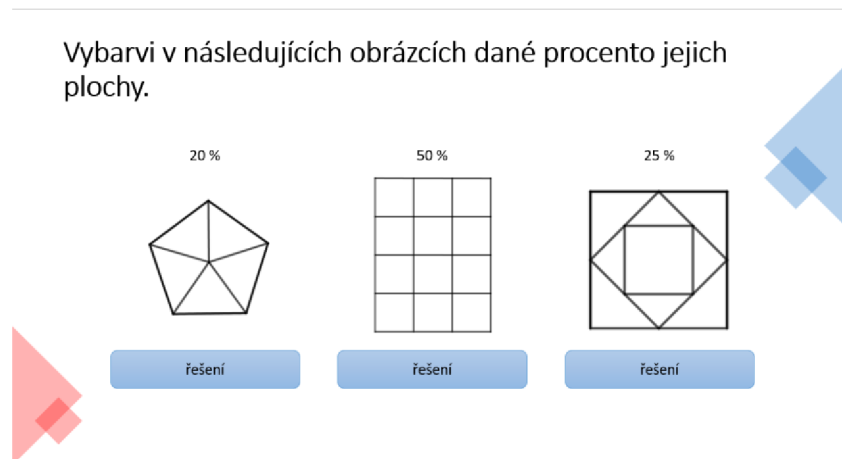 Vybarvi v následujících obrázcích dané procento jejich
plochy.
20 %
50 %
25 %
řešení
řešení
řešení